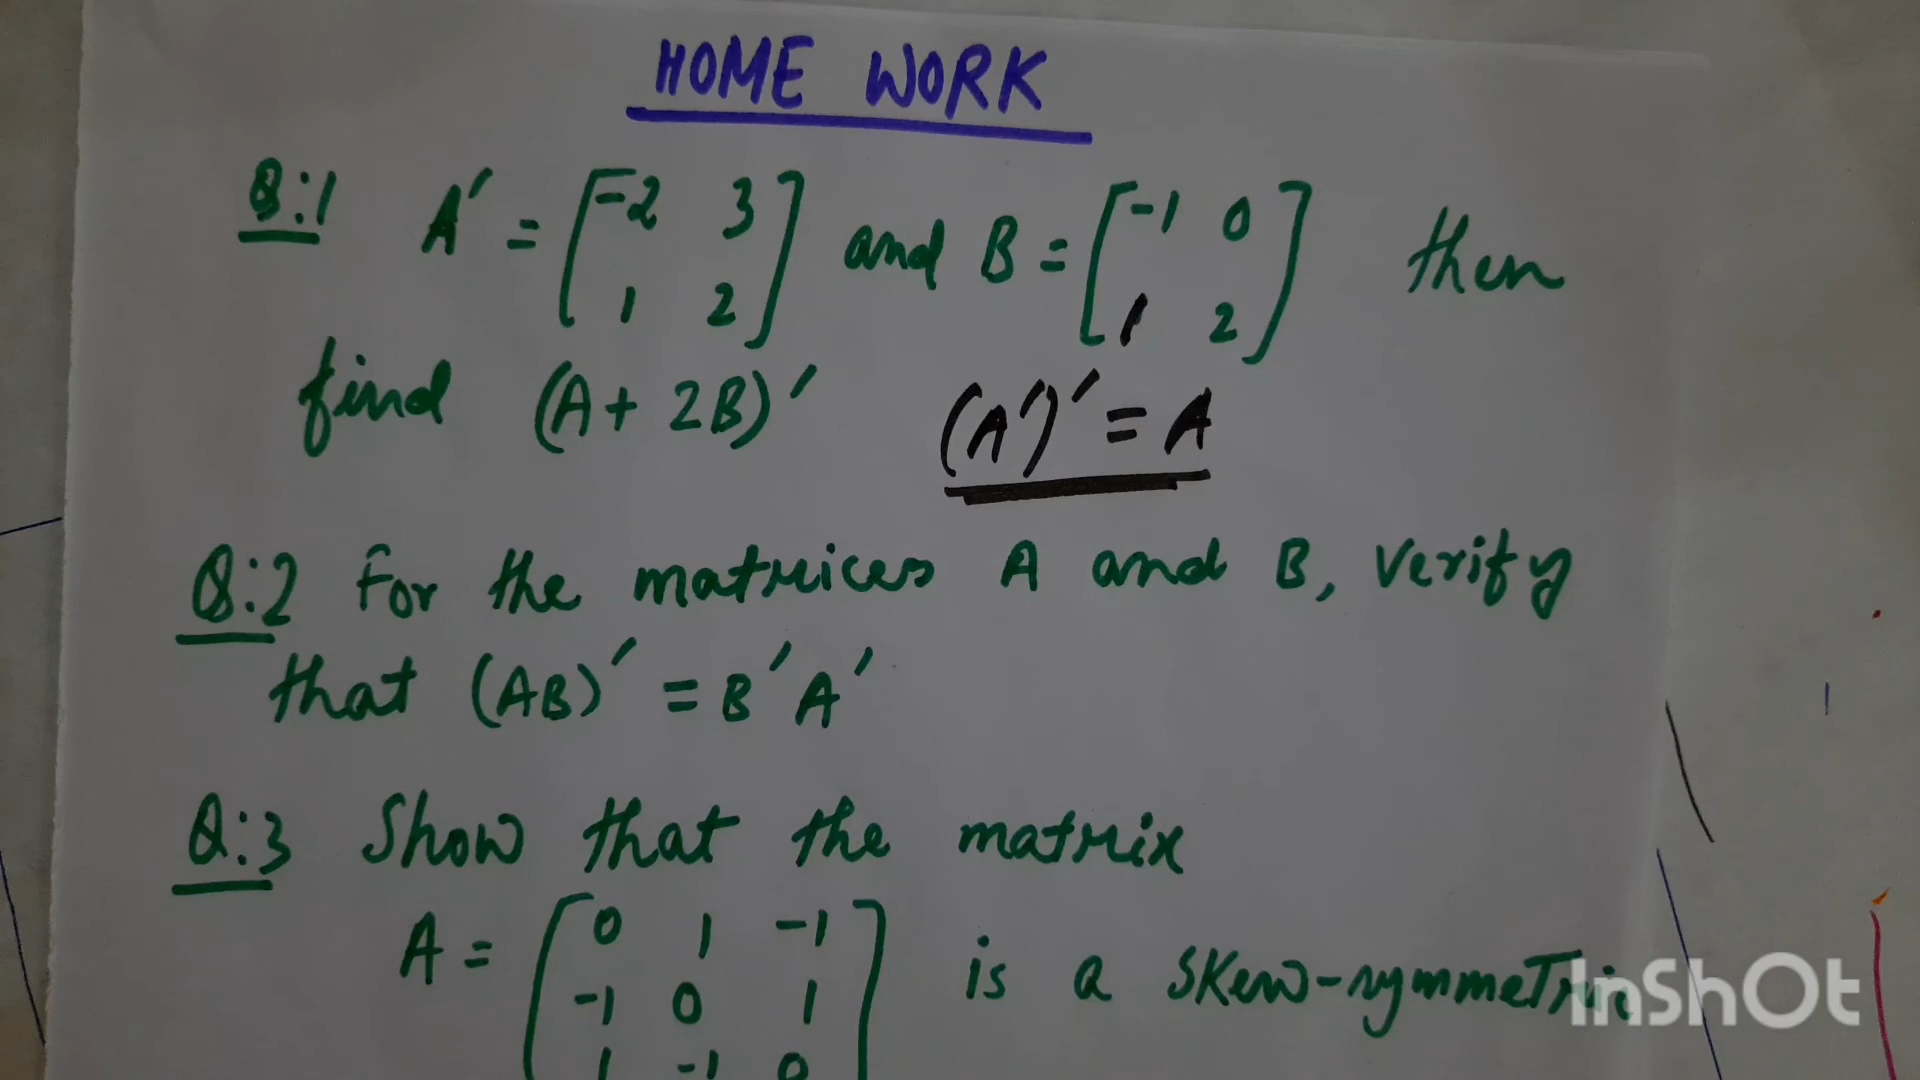 HOME WORK
Q:1 A' = [-2 3 and B = [-1 0 then
1 2] 1 2]
find (A + 2B)' (A')' = A
Q:2 For the matrices A and B, Verify
that (AB)' = B'A'
Q:3 Show that the matrix
A = [0 1 -1
-1 0 1 is a Skew-symmetric
1 -1 0]
InShOt